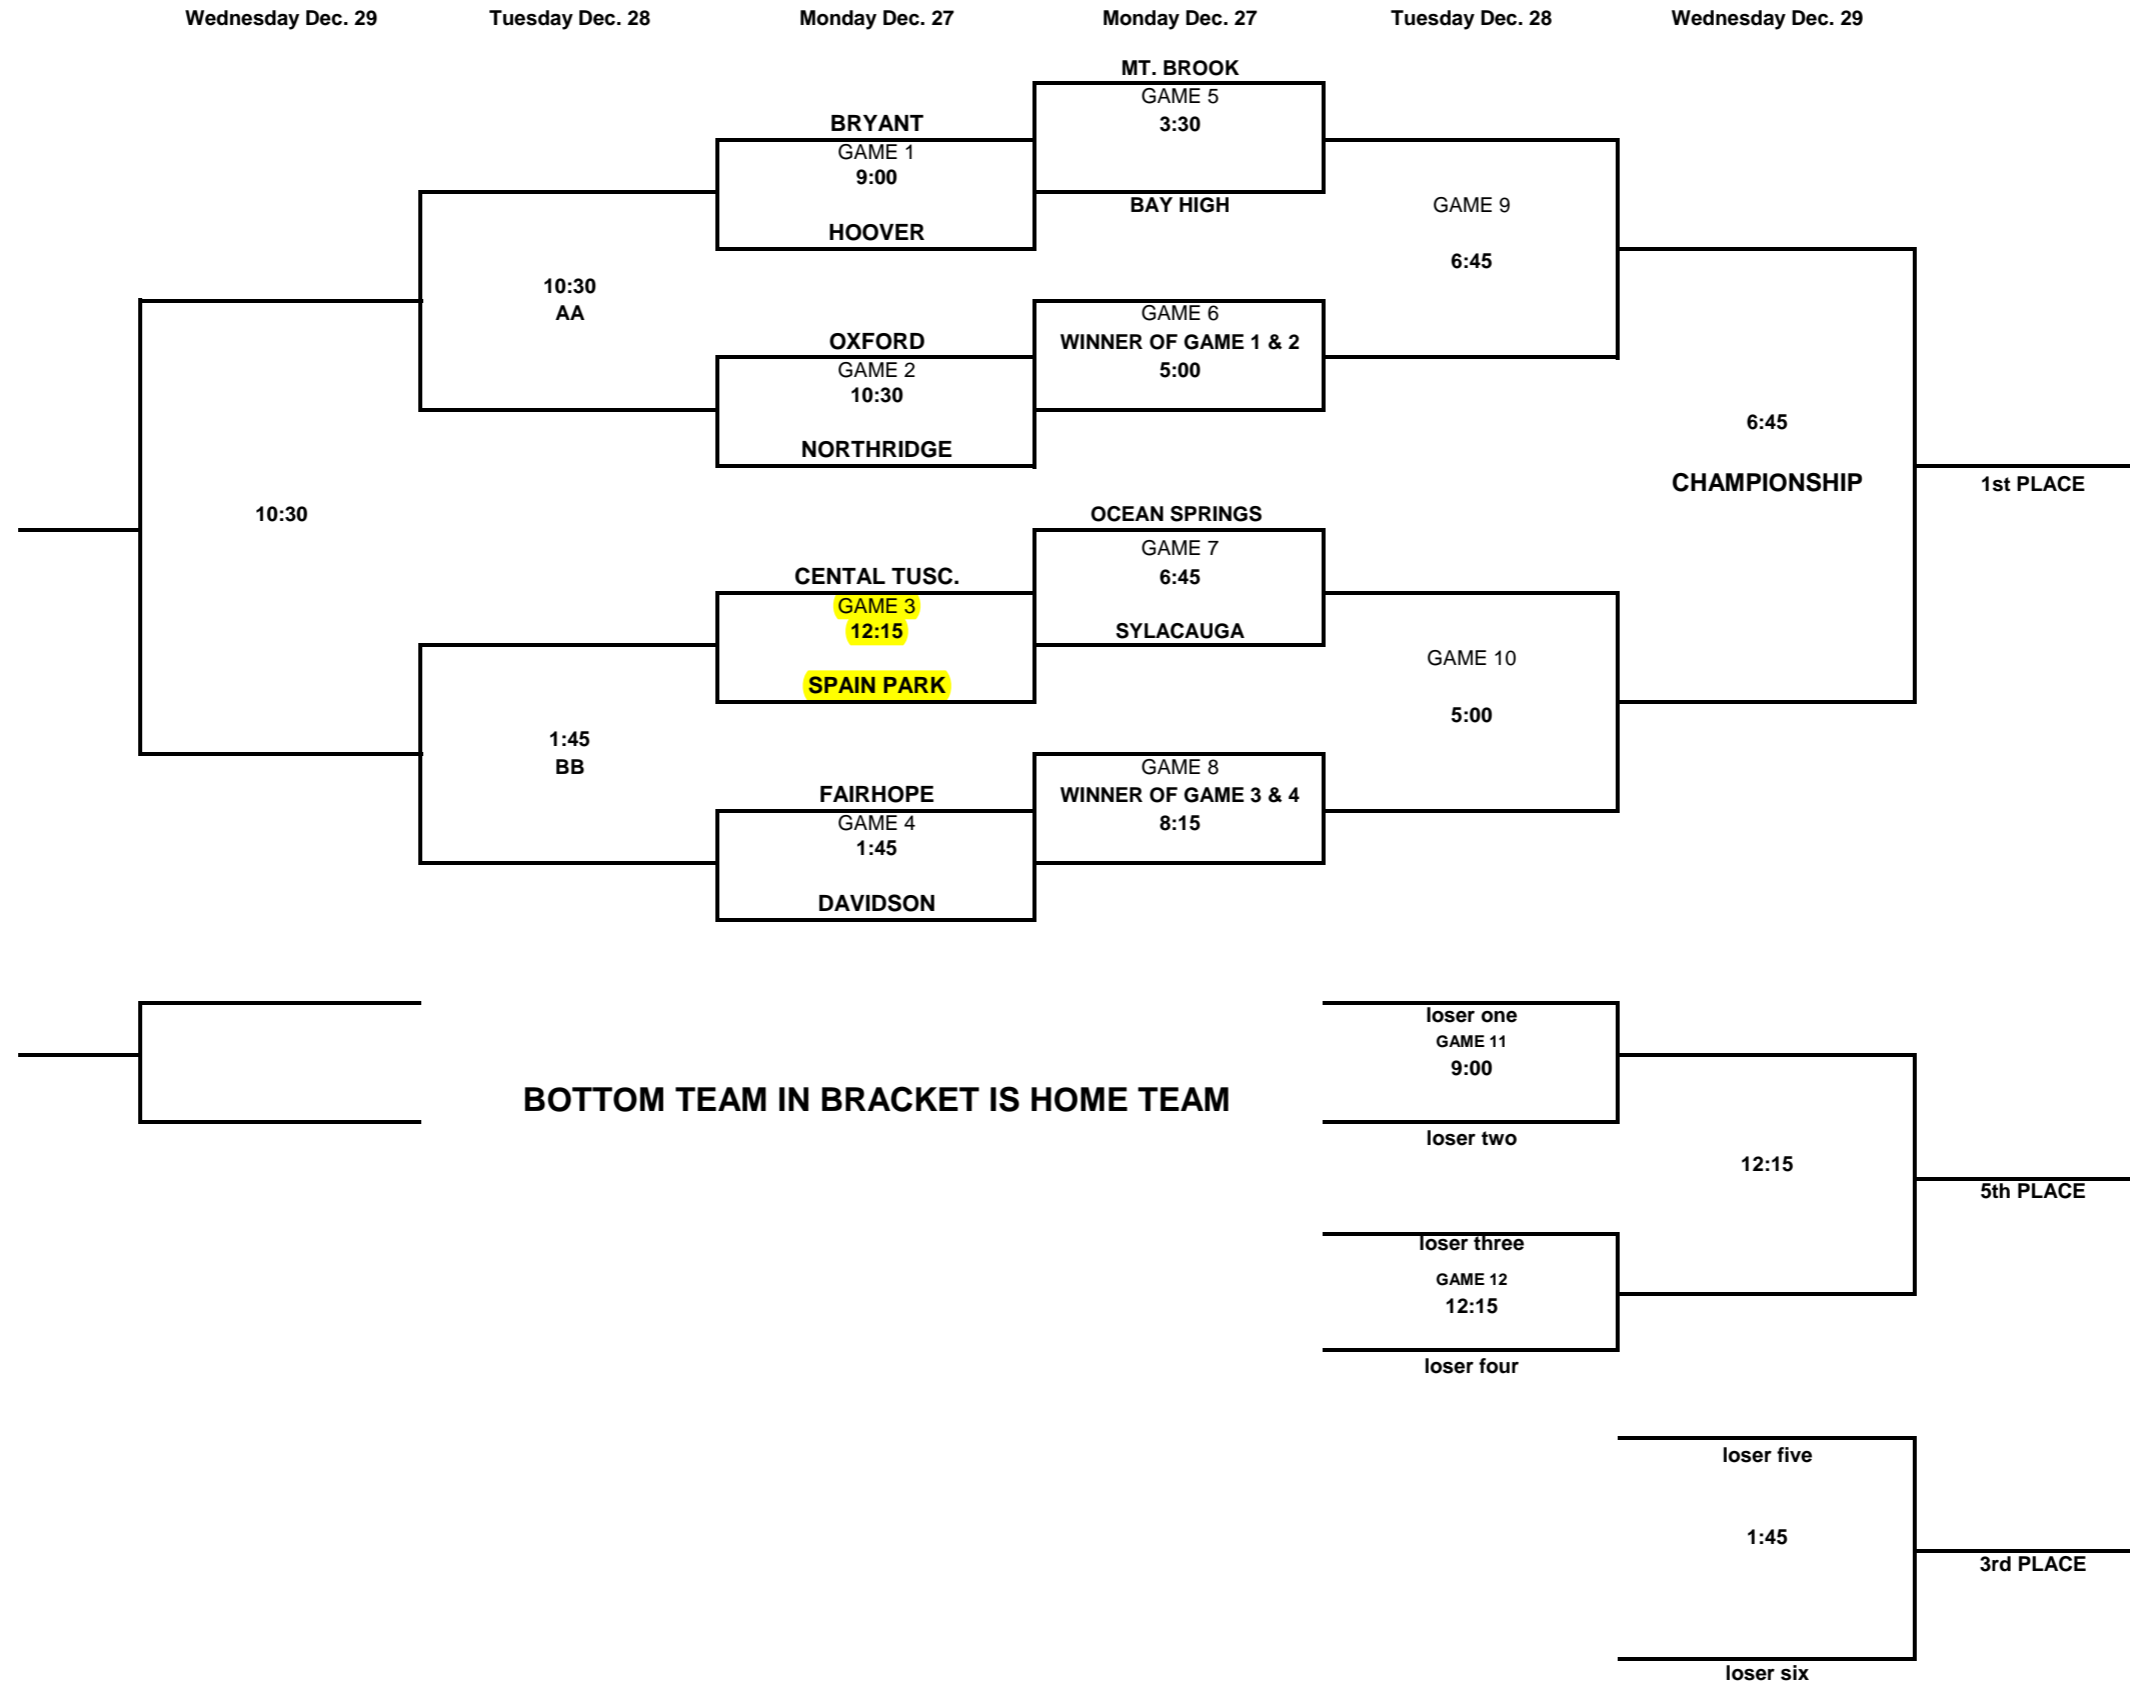 Wednesday Dec. 29 Tuesday Dec. 28 Monday Dec. 27 Monday Dec. 27 Tuesday Dec. 28 Wednesday Dec. 29
MT. BROOK
GAME 5
3:30
BAY HIGH
BRYANT
GAME 1
9:00
HOOVER
GAME 9
6:45
10:30
AA
OXFORD
GAME 2
10:30
NORTHRIDGE
GAME 6
WINNER OF GAME 1 & 2
5:00
6:45
CHAMPIONSHIP
1st PLACE
10:30
OCEAN SPRINGS
GAME 7
6:45
SYLACAUGA
CENTAL TUSC.
GAME 3
12:15
SPAIN PARK
GAME 10
5:00
1:45
BB
FAIRHOPE
GAME 4
1:45
DAVIDSON
GAME 8
WINNER OF GAME 3 & 4
8:15
BOTTOM TEAM IN BRACKET IS HOME TEAM
loser one
GAME 11
9:00
loser two
12:15
5th PLACE
loser three
GAME 12
12:15
loser four
loser five
1:45
3rd PLACE
loser six